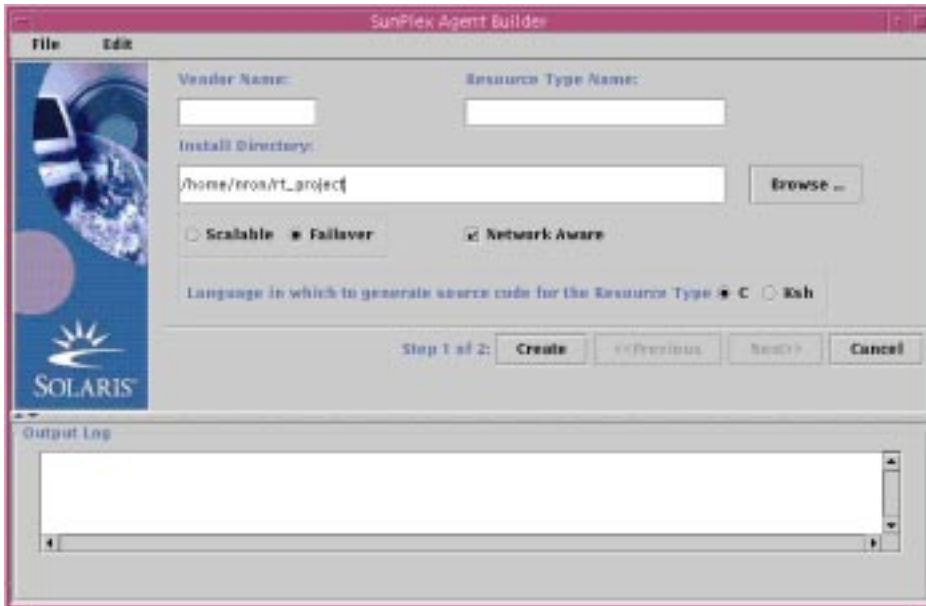 SunPlex Agent Builder
File Edit
Vendor Name: Resource Type Name:
Install Directory:
/home/nron/rt_project
Browse ...
Scalable Failover Network Aware
Language in which to generate source code for the Resource Type C Ksh
Step 1 of 2: Create <<Previous Next>> Cancel
SOLARIS
Output Log